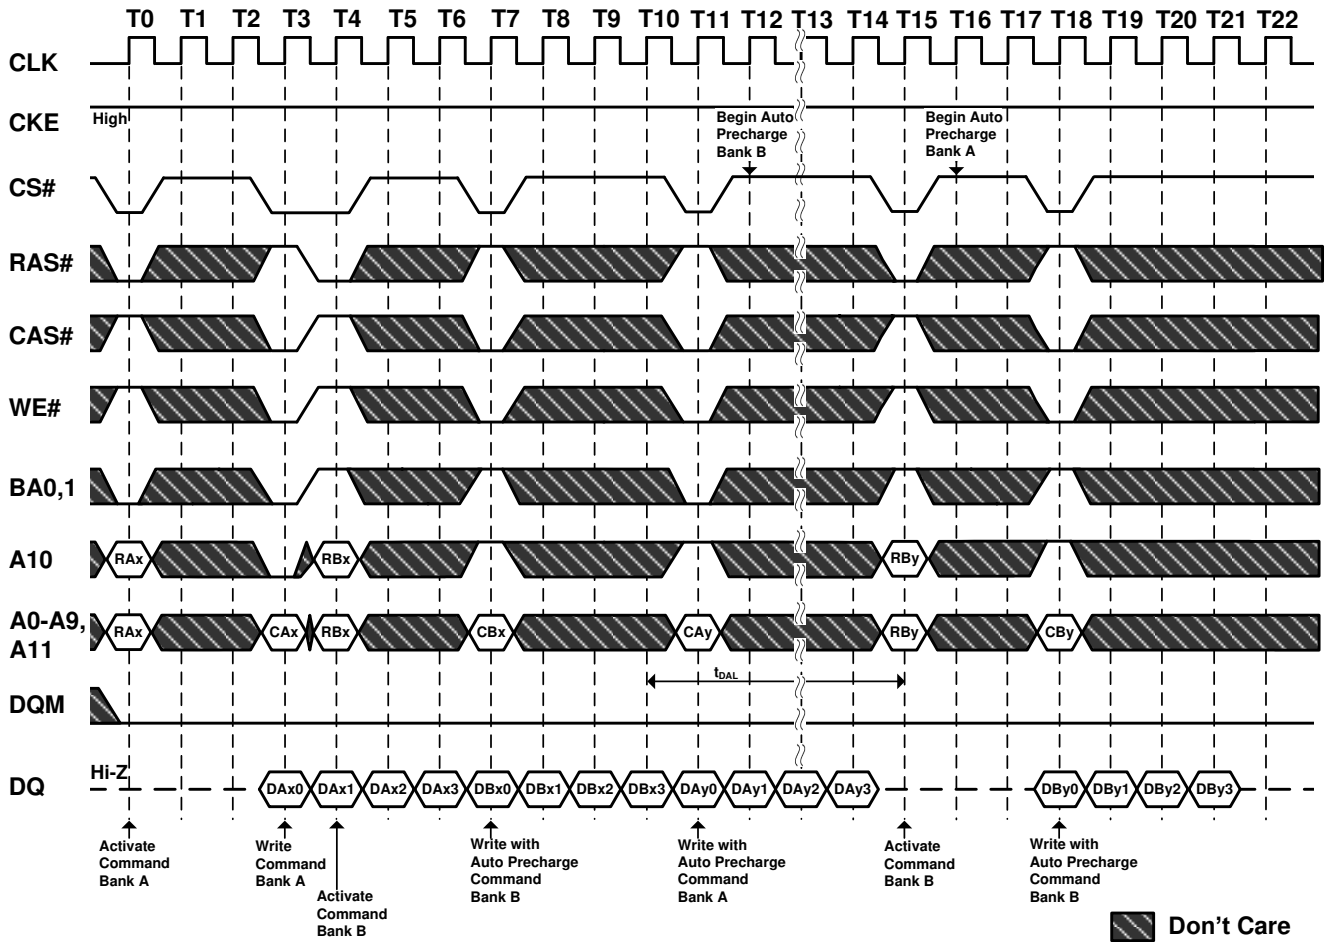 T0 T1 T2 T3 T4 T5 T6 T7 T8 T9 T10 T11 T12 T13 T14 T15 T16 T17 T18 T19 T20 T21 T22
CLK
CKE
High
Begin Auto
Precharge
Bank B
Begin Auto
Precharge
Bank A
CS#
RAS#
CAS#
WE#
BA0,1
A10
RAx RBx RBy
A0-A9,
A11
RAx CAx RBx CBx CAy RBy CBy
tDAL
DQM
DQ
Hi-Z
DAx0 DAx1 DAx2 DAx3 DBx0 DBx1 DBx2 DBx3 DAy0 DAy1 DAy2 DAy3 DBy0 DBy1 DBy2 DBy3
Activate
Command
Bank A
Write
Command
Bank A
Activate
Command
Bank B
Write with
Auto Precharge
Command
Bank B
Write with
Auto Precharge
Command
Bank A
Activate
Command
Bank B
Write with
Auto Precharge
Command
Bank B
Don't Care